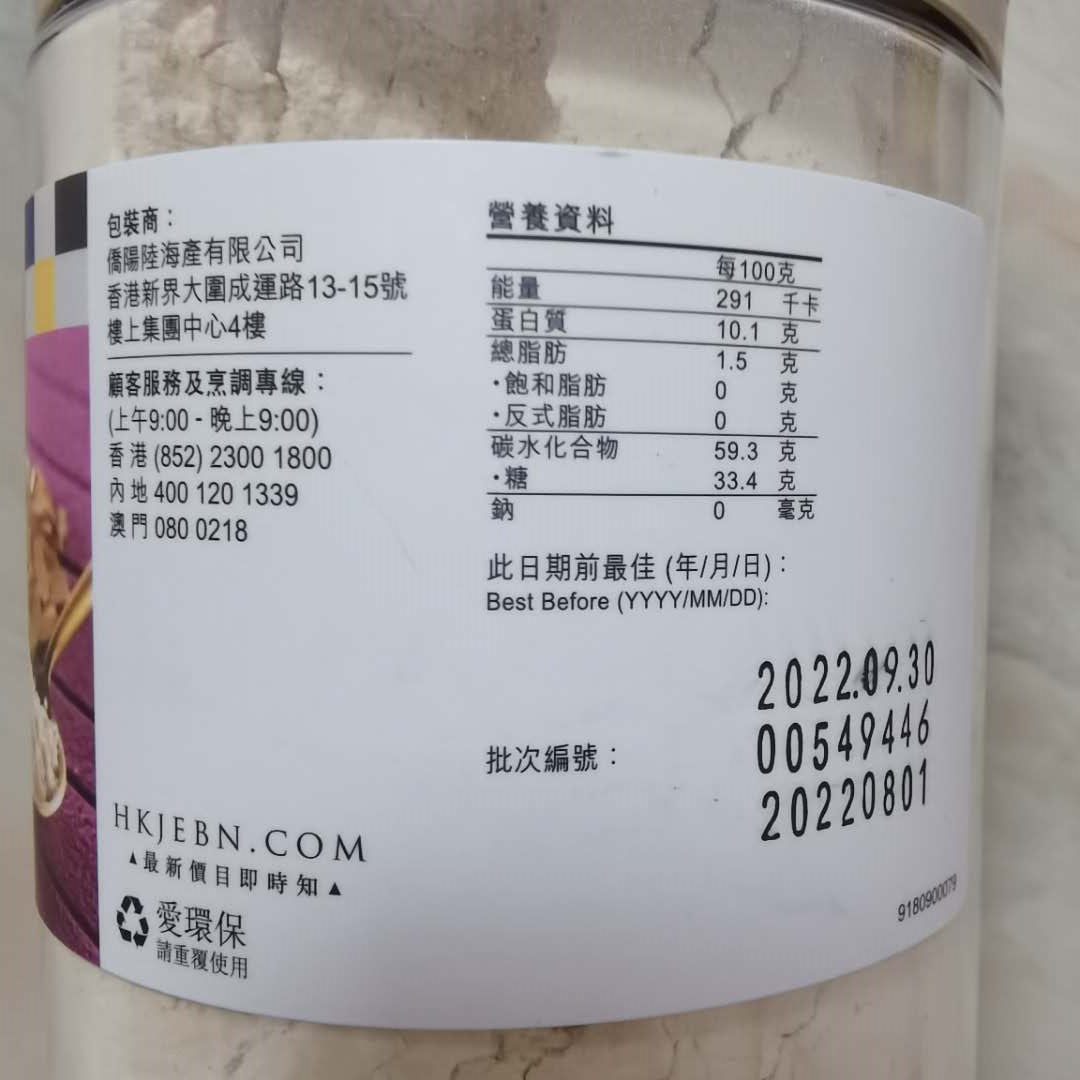 包裝商：
僑陽陸海產有限公司
香港新界大圍成運路13-15號
樓上集團中心4樓
顧客服務及烹調專線：
(上午9:00 - 晚上9:00)
香港 (852) 2300 1800
內地 400 120 1339
澳門 080 0218
HKJEBN.COM
▲最新價目即時知▲
愛環保
請重覆使用
營養資料
每100克
能量 291 千卡
蛋白質 10.1 克
總脂肪 1.5 克
·飽和脂肪 0 克
·反式脂肪 0 克
碳水化合物 59.3 克
·糖 33.4 克
鈉 0 毫克
此日期前最佳 (年/月/日)：
Best Before (YYYY/MM/DD):
2022.09.30
00549446
批次編號：
20220801
9180900079